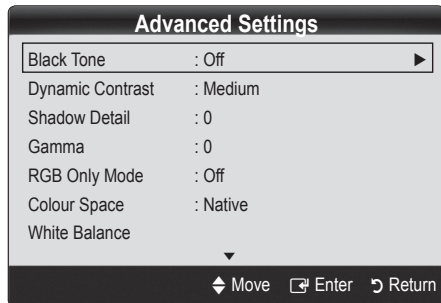 Advanced Settings
Black Tone : Off
Dynamic Contrast : Medium
Shadow Detail : 0
Gamma : 0
RGB Only Mode : Off
Colour Space : Native
White Balance
Move Enter Return